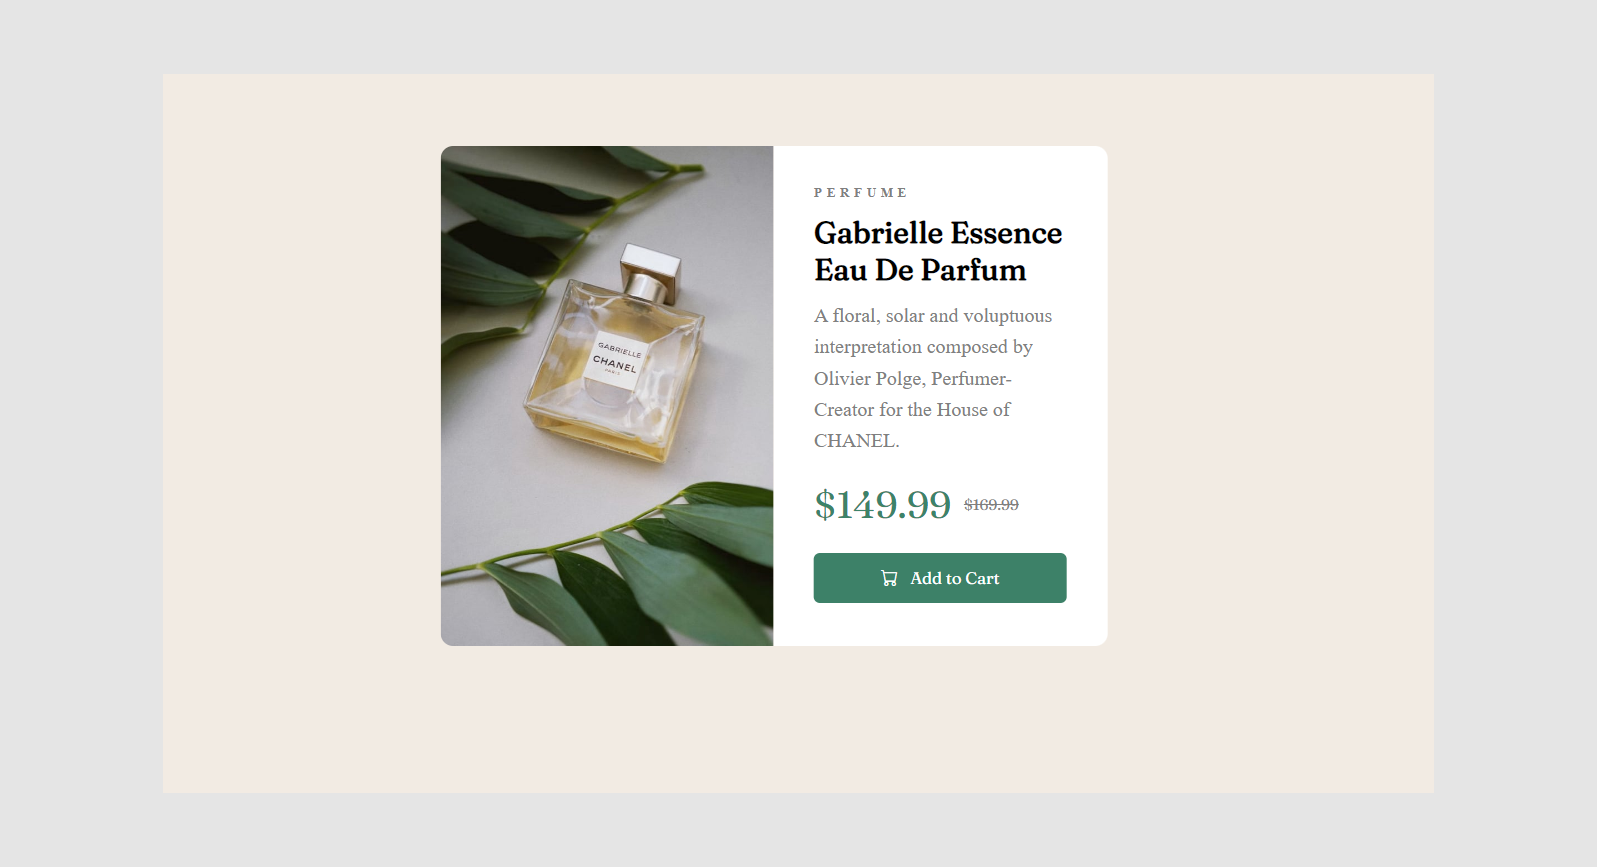 GABRIELLE
CHANEL
PARIS
PERFUME
Gabrielle Essence
Eau De Parfum
A floral, solar and voluptuous
interpretation composed by
Olivier Polge, Perfumer-
Creator for the House of
CHANEL.
$149.99 $169.99
Add to Cart